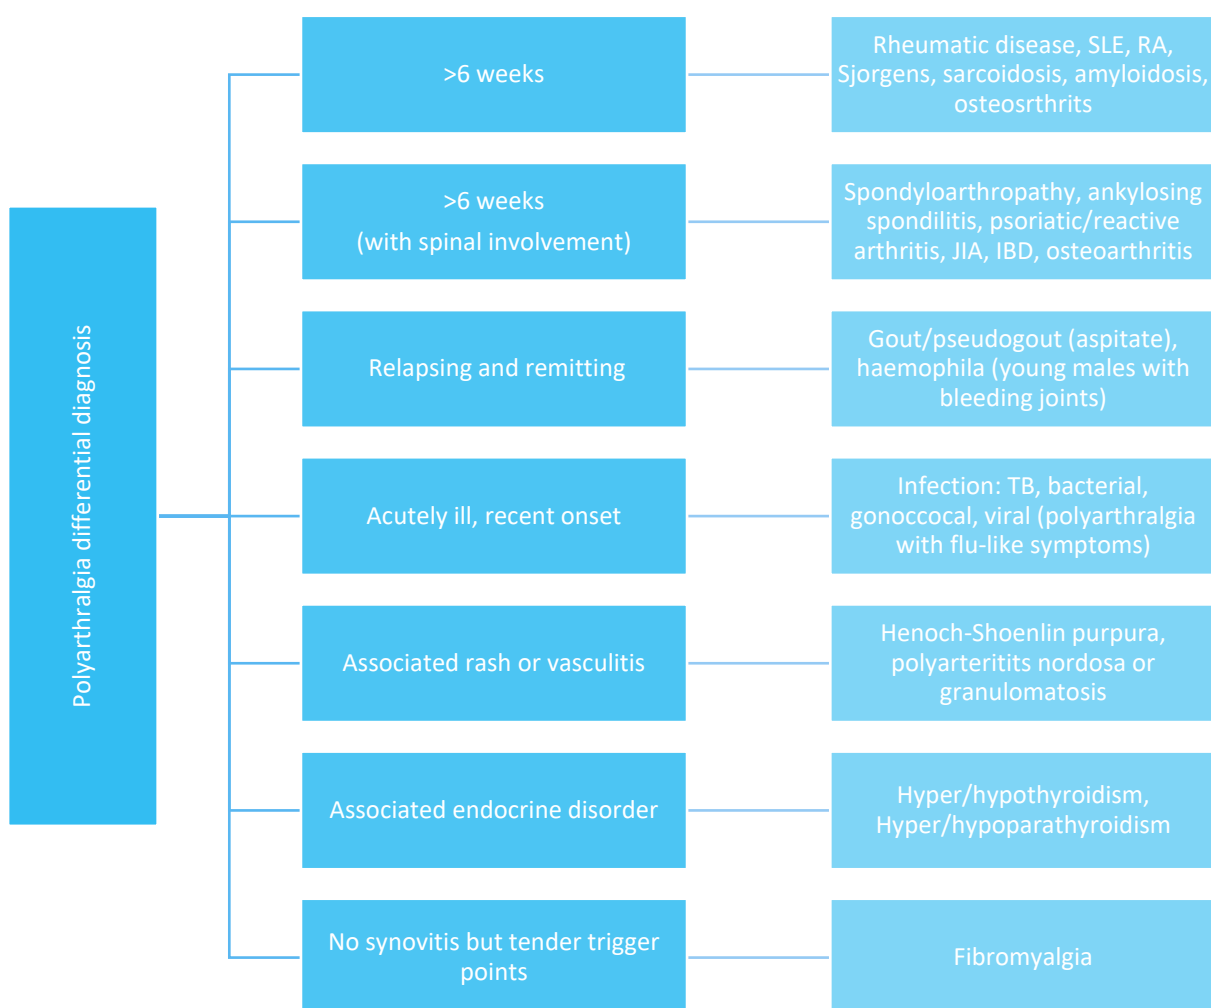 Polyarthralgia differential diagnosis
>6 weeks
Rheumatic disease, SLE, RA,
Sjorgens, sarcoidosis, amyloidosis,
osteosrthrits
>6 weeks
(with spinal involvement)
Spondyloarthropathy, ankylosing
spondilitis, psoriatic/reactive
arthritis, JIA, IBD, osteoarthritis
Relapsing and remitting
Gout/pseudogout (aspitate),
haemophila (young males with
bleeding joints)
Acutely ill, recent onset
Infection: TB, bacterial,
gonoccocal, viral (polyarthralgia
with flu-like symptoms)
Associated rash or vasculitis
Henoch-Shoenlin purpura,
polyarteritits nordosa or
granulomatosis
Associated endocrine disorder
Hyper/hypothyroidism,
Hyper/hypoparathyroidism
No synovitis but tender trigger
points
Fibromyalgia